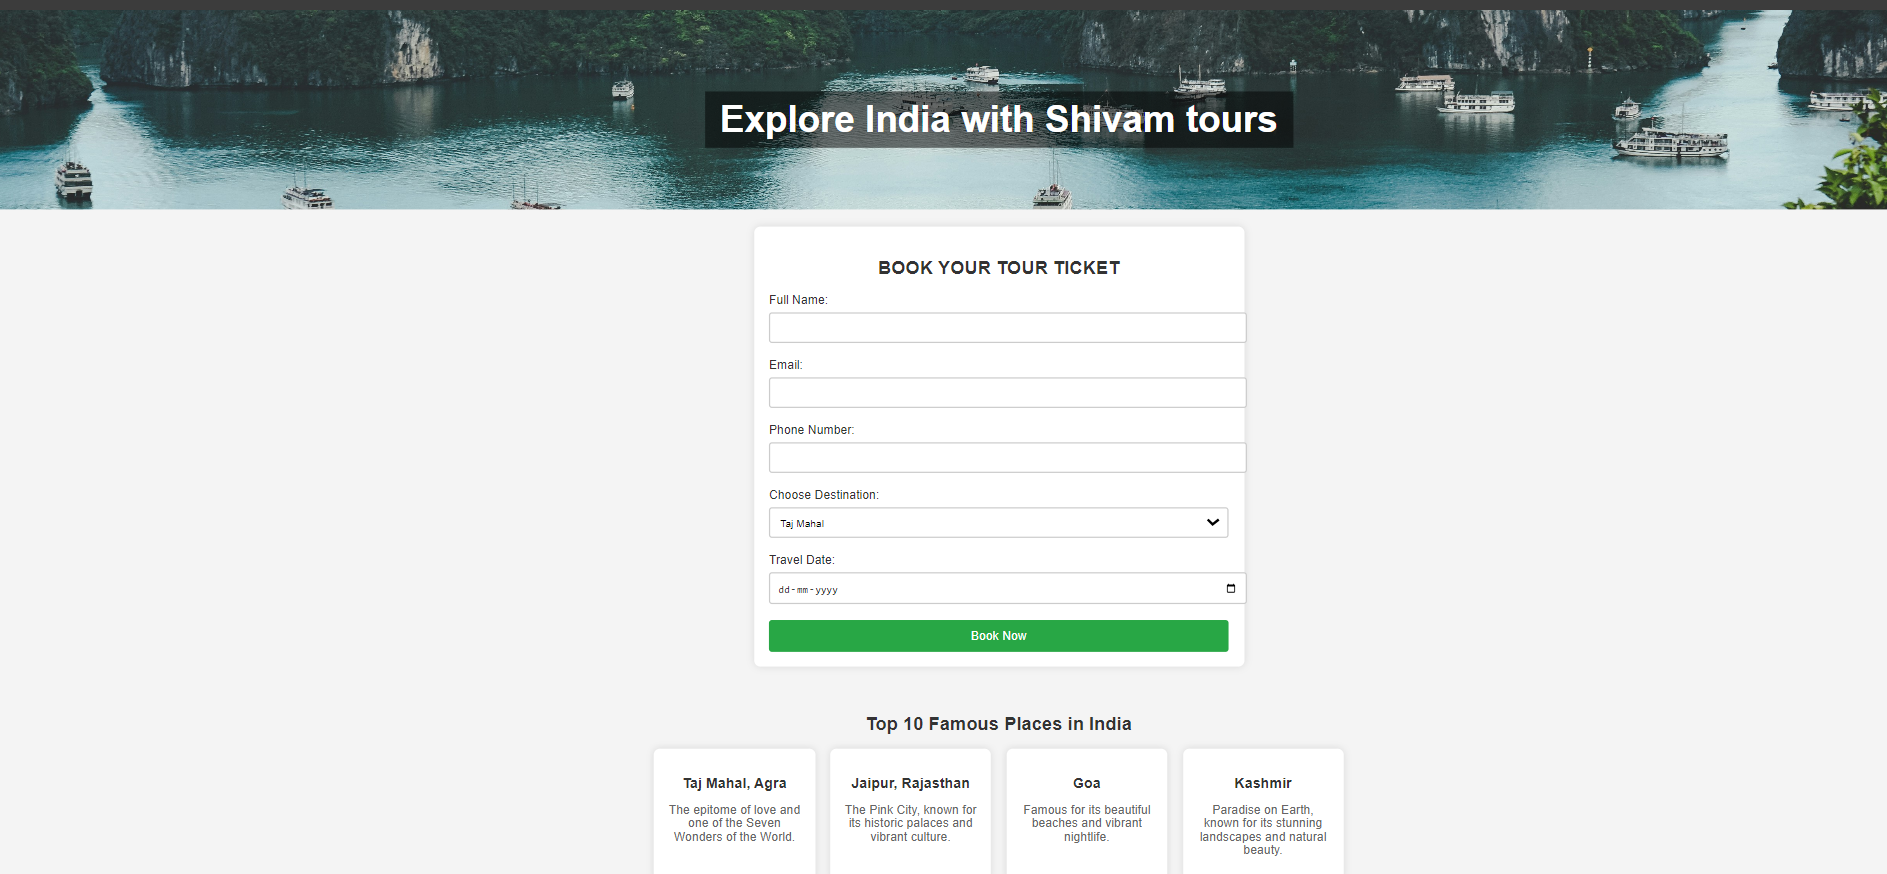 Explore India with Shivam tours
BOOK YOUR TOUR TICKET
Full Name:
Email:
Phone Number:
Choose Destination:
Taj Mahal
Travel Date:
dd-mm-yyyy
Book Now
Top 10 Famous Places in India
Taj Mahal, Agra
The epitome of love and
one of the Seven
Wonders of the World.
Jaipur, Rajasthan
The Pink City, known for
its historic palaces and
vibrant culture.
Goa
Famous for its beautiful
beaches and vibrant
nightlife.
Kashmir
Paradise on Earth,
known for its stunning
landscapes and natural
beauty.